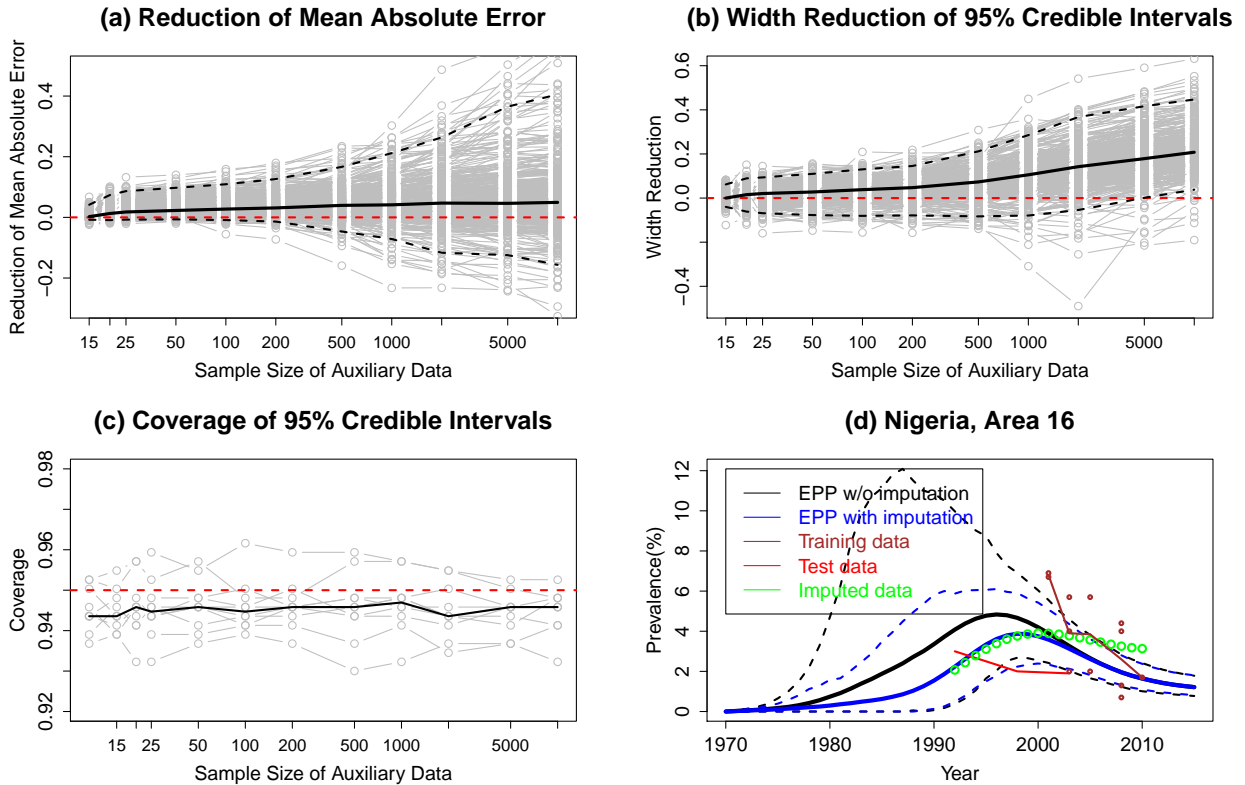 (a) Reduction of Mean Absolute Error
Reduction of Mean Absolute Error
0.4
0.2
0.0
−0.2
15 25 50 100 200 500 1000 5000
Sample Size of Auxiliary Data
(b) Width Reduction of 95% Credible Intervals
Width Reduction
0.6
0.4
0.2
0.0
−0.4
15 25 50 100 200 500 1000 5000
Sample Size of Auxiliary Data
(c) Coverage of 95% Credible Intervals
Coverage
0.98
0.96
0.94
0.92
15 25 50 100 200 500 1000 5000
Sample Size of Auxiliary Data
(d) Nigeria, Area 16
Prevalence(%)
12
10
8
6
4
2
0
EPP w/o imputation
EPP with imputation
Training data
Test data
Imputed data
1970 1980 1990 2000 2010
Year